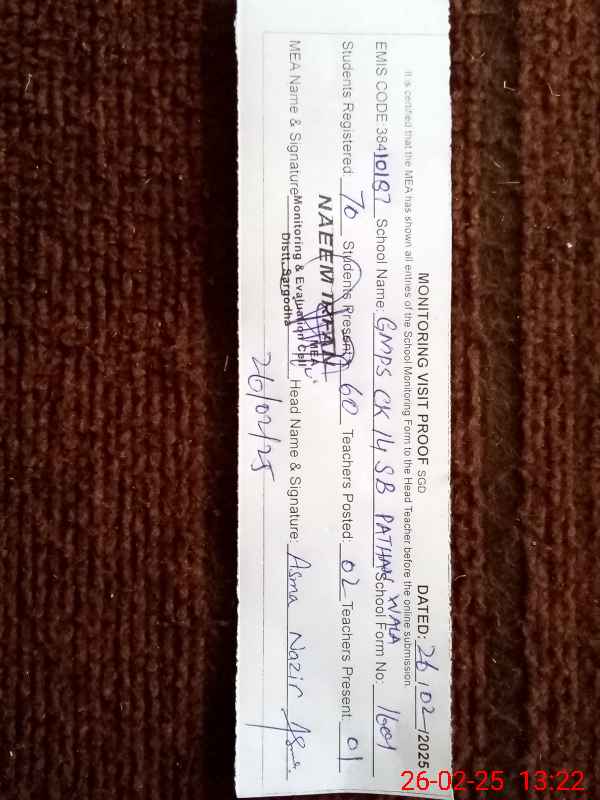 MONITORING VISIT PROOF SGD DATED: 26/02/2025
It is certified that the MEA has shown all entries of the School Monitoring Form to the Head Teacher before the online submission.
EMIS CODE 38410187 School Name: GMPS CK 14 SB PATHAN WALA School Form No: 1601
Students Registered: 70 Students Present: 60 Teachers Posted: 02 Teachers Present: 01
NAEEM IMRAN
MEA
MEA Name & Signature Head Name & Signature: Asma Nazir
Monitoring & Evaluation Cell
Distt. Sargodha
26/02/25
26-02-25 13:22